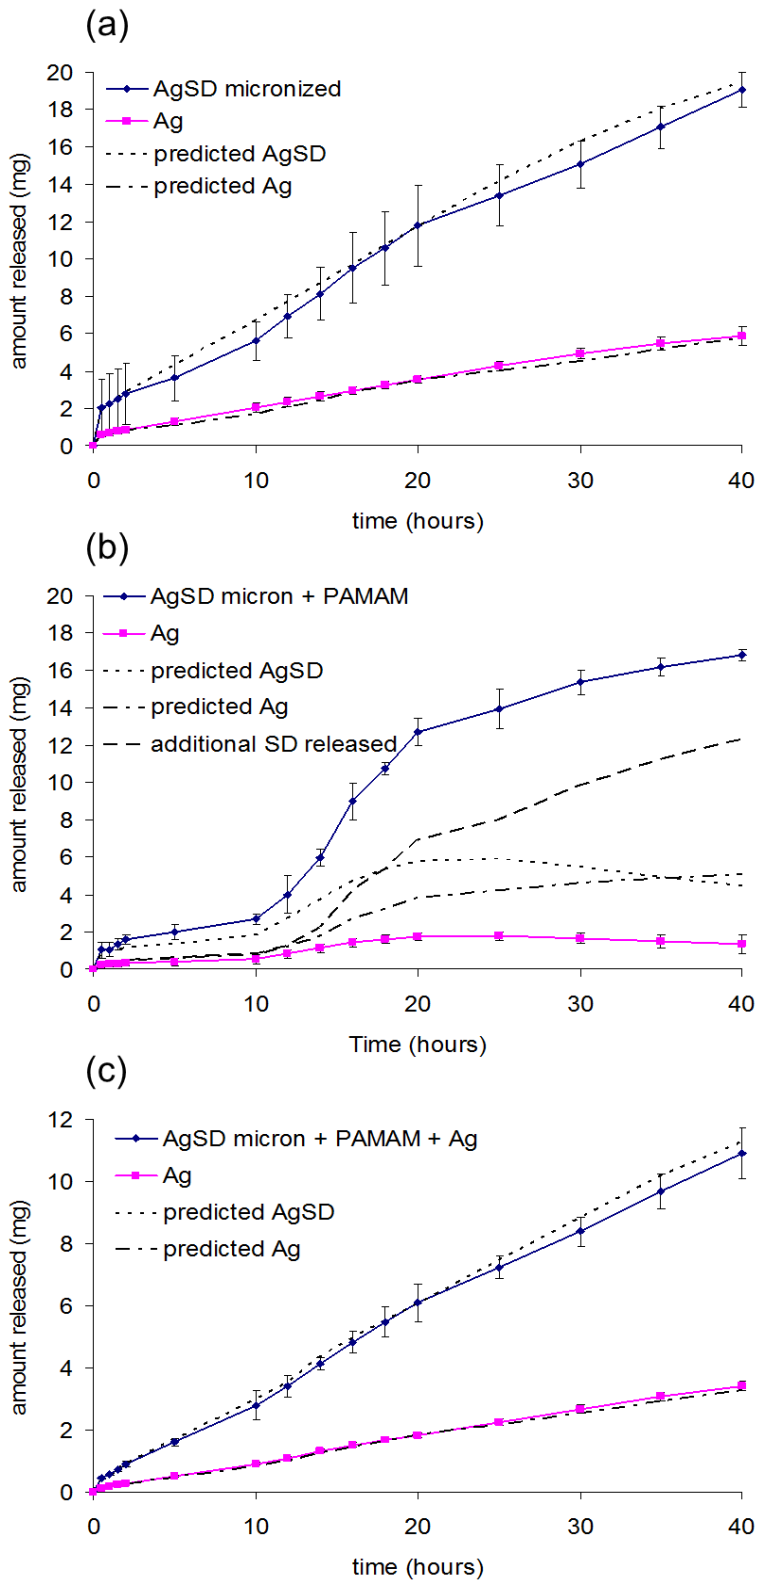 (a)
amount released (mg)
20
18
16
14
12
10
8
6
4
2
0
AgSD micronized
Ag
predicted AgSD
predicted Ag
0 10 20 30 40
time (hours)
(b)
amount released (mg)
20
18
16
14
12
10
8
6
4
2
0
AgSD micron + PAMAM
Ag
predicted AgSD
predicted Ag
additional SD released
0 10 20 30 40
Time (hours)
(c)
amount released (mg)
12
10
8
6
4
2
0
AgSD micron + PAMAM + Ag
Ag
predicted AgSD
predicted Ag
0 10 20 30 40
time (hours)